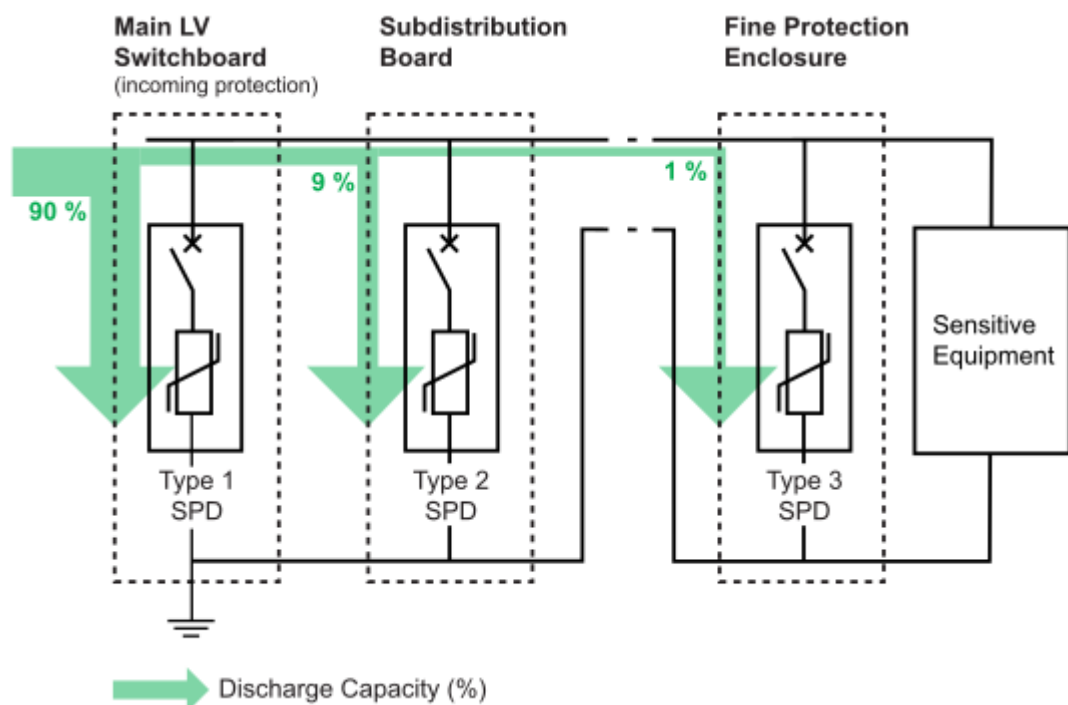 Main LV
Switchboard
(incoming protection)
Subdistribution
Board
Fine Protection
Enclosure
90 %
9 %
1 %
Type 1
SPD
Type 2
SPD
Type 3
SPD
Sensitive
Equipment
Discharge Capacity (%)